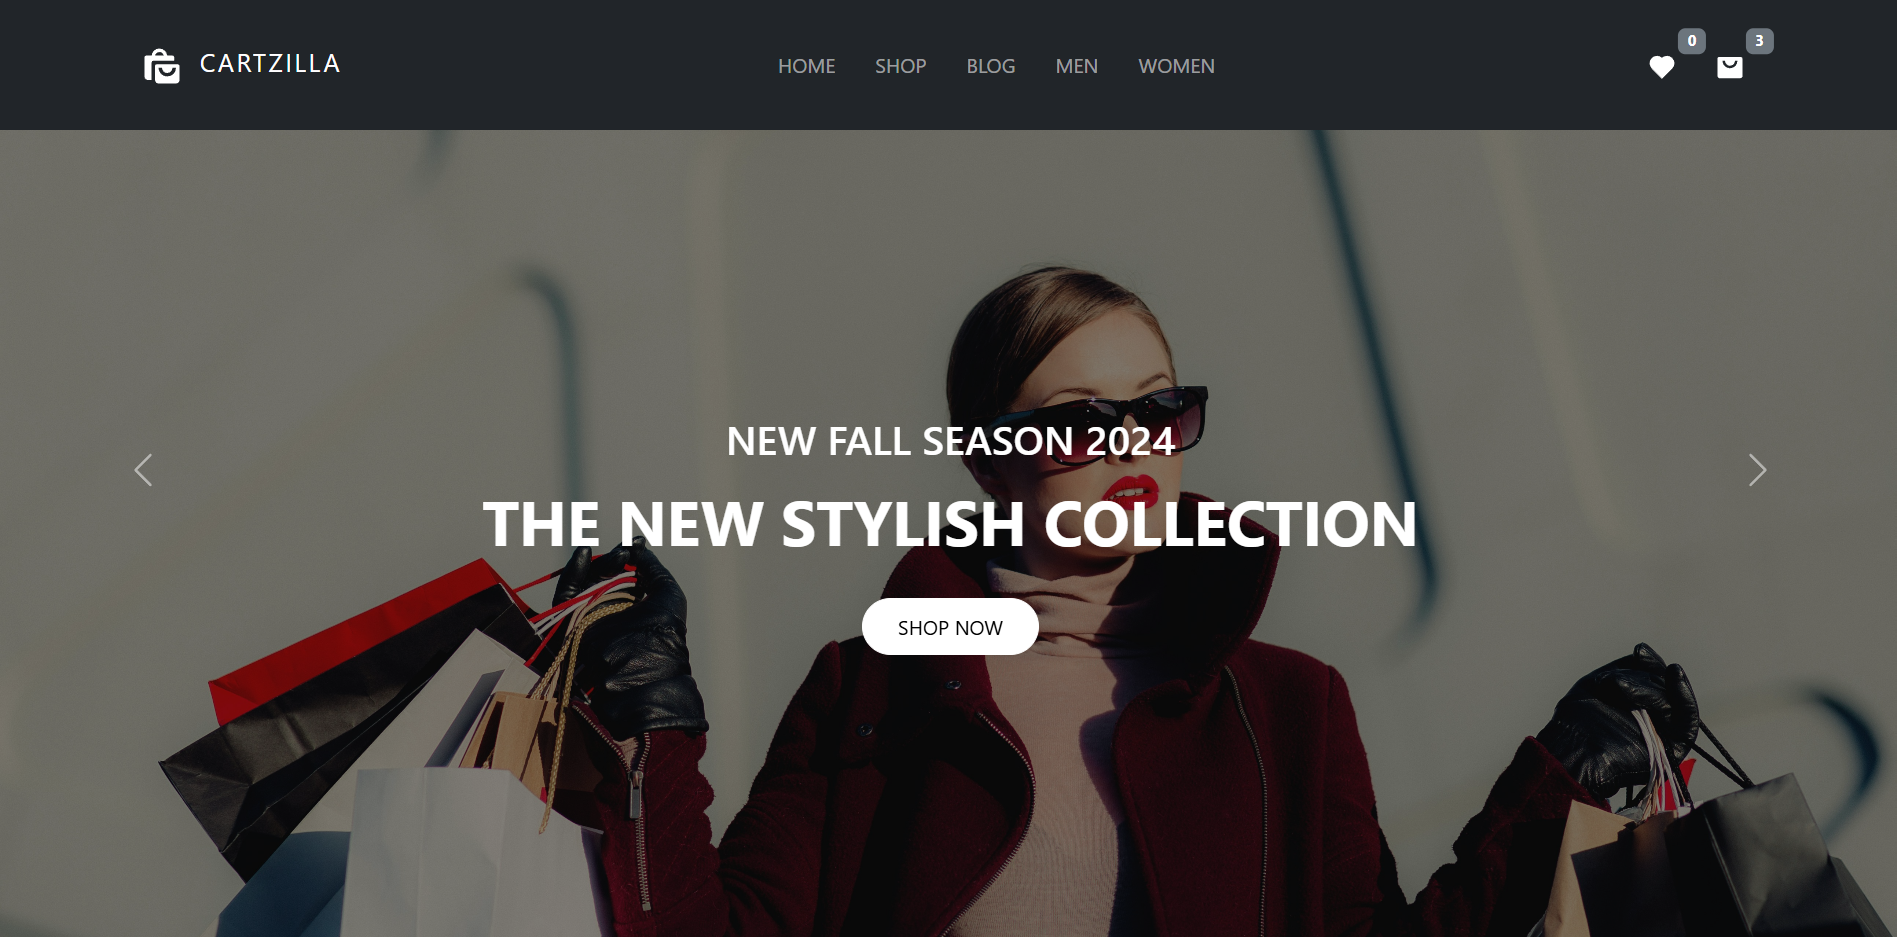 CARTZILLA
HOME SHOP BLOG MEN WOMEN
0 3
NEW FALL SEASON 2024
THE NEW STYLISH COLLECTION
SHOP NOW